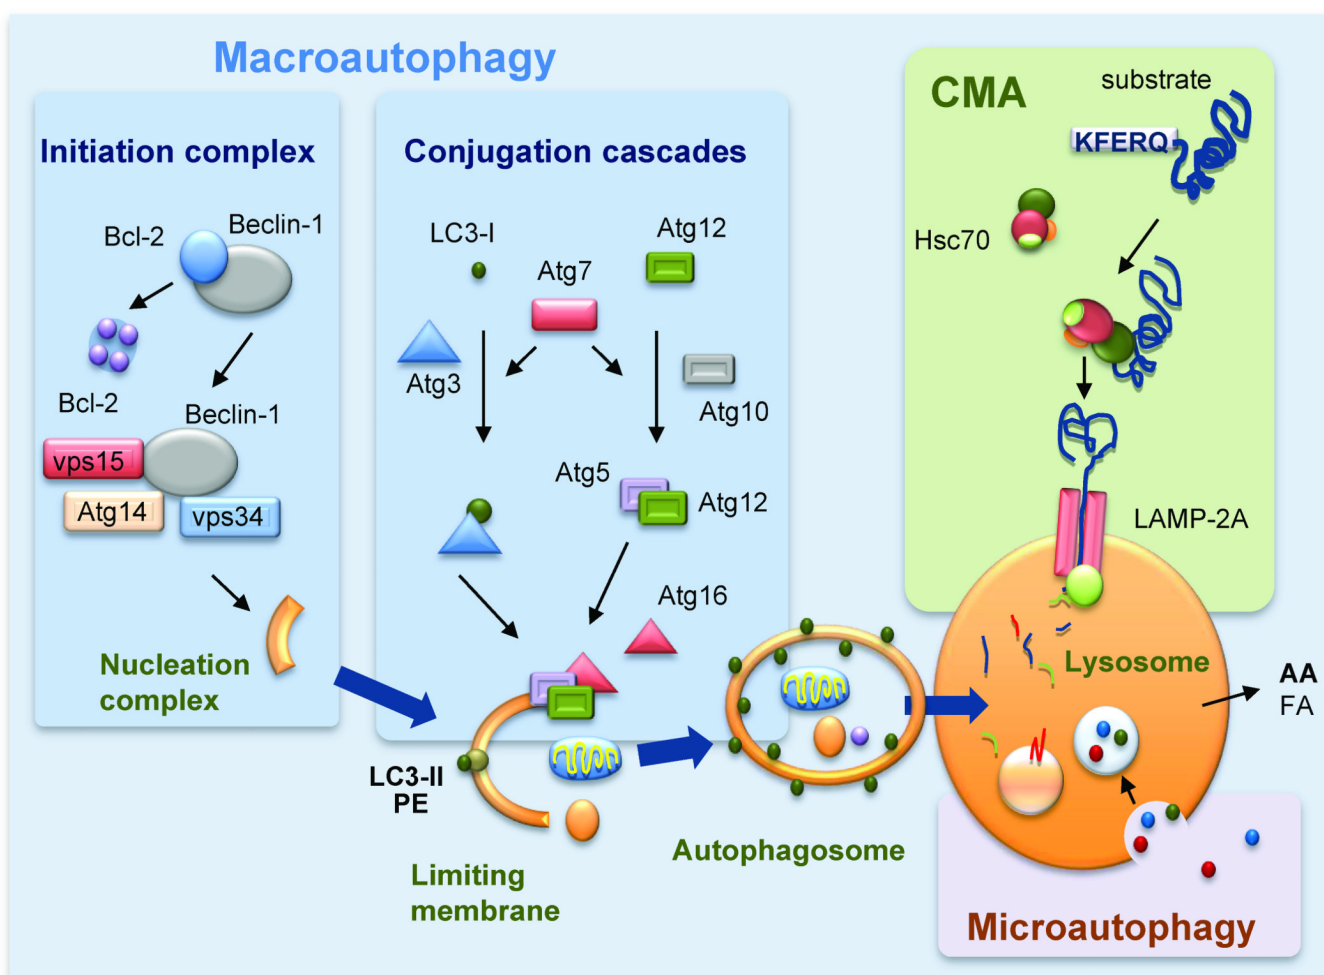 Macroautophagy
Initiation complex
Bcl-2
Beclin-1
Bcl-2
Beclin-1
vps15
Atg14
vps34
Nucleation
complex
Conjugation cascades
LC3-I
Atg7
Atg12
Atg3
Atg10
Atg5
Atg12
Atg16
LC3-II
PE
Limiting
membrane
Autophagosome
CMA
substrate
KFERQ
Hsc70
LAMP-2A
Lysosome
AA
FA
Microautophagy